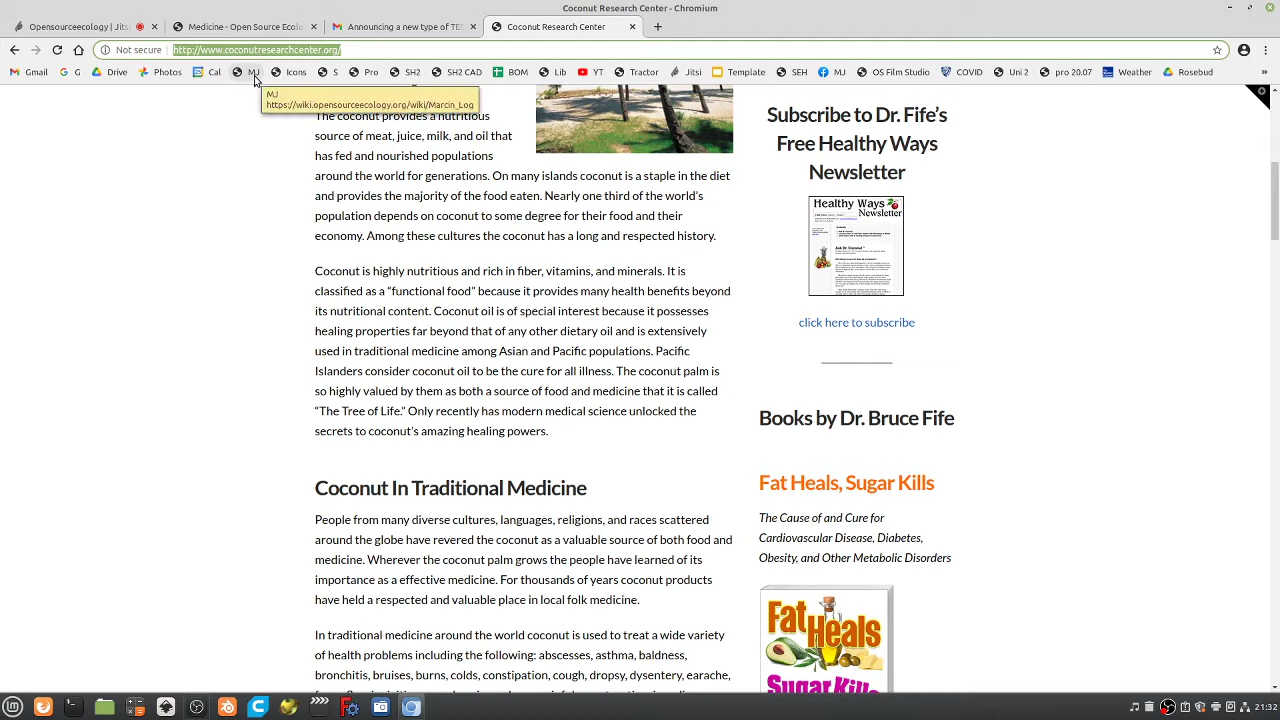 Coconut Research Center - Chromium
Opensourceecology | Jitsi
Medicine - Open Source Ecolo
Announcing a new type of TED
Coconut Research Center
Not secure
http://www.coconutresearchcenter.org/
Gmail G Drive Photos Cal MJ Icons S Pro SH2 SH2 CAD BOM Lib YT Tractor Jitsi Template SEH MJ OS Film Studio COVID Uni 2 pro 20.07 Weather Rosebud
MJ
https://wiki.opensourceecology.org/wiki/Marcin_Log
The coconut provides a nutritious
source of meat, juice, milk, and oil that
has fed and nourished populations
around the world for generations. On many islands coconut is a staple in the diet
and provides the majority of the food eaten. Nearly one third of the world's
population depends on coconut to some degree for their food and their
economy. Among these cultures the coconut has a long and respected history.
Coconut is highly nutritious and rich in fiber, vitamins, and minerals. It is
classified as a "functional food" because it provides many health benefits beyond
its nutritional content. Coconut oil is of special interest because it possesses
healing properties far beyond that of any other dietary oil and is extensively
used in traditional medicine among Asian and Pacific populations. Pacific
Islanders consider coconut oil to be the cure for all illness. The coconut palm is
so highly valued by them as both a source of food and medicine that it is called
"The Tree of Life." Only recently has modern medical science unlocked the
secrets to coconut's amazing healing powers.
Coconut In Traditional Medicine
People from many diverse cultures, languages, religions, and races scattered
around the globe have revered the coconut as a valuable source of both food and
medicine. Wherever the coconut palm grows the people have learned of its
importance as a effective medicine. For thousands of years coconut products
have held a respected and valuable place in local folk medicine.
In traditional medicine around the world coconut is used to treat a wide variety
of health problems including the following: abscesses, asthma, baldness,
bronchitis, bruises, burns, colds, constipation, cough, dropsy, dysentery, earache,
Subscribe to Dr. Fife's
Free Healthy Ways
Newsletter
Healthy Ways
Newsletter
click here to subscribe
Books by Dr. Bruce Fife
Fat Heals, Sugar Kills
The Cause of and Cure for
Cardiovascular Disease, Diabetes,
Obesity, and Other Metabolic Disorders
Fat
Heals
Sugar Kills
21:32